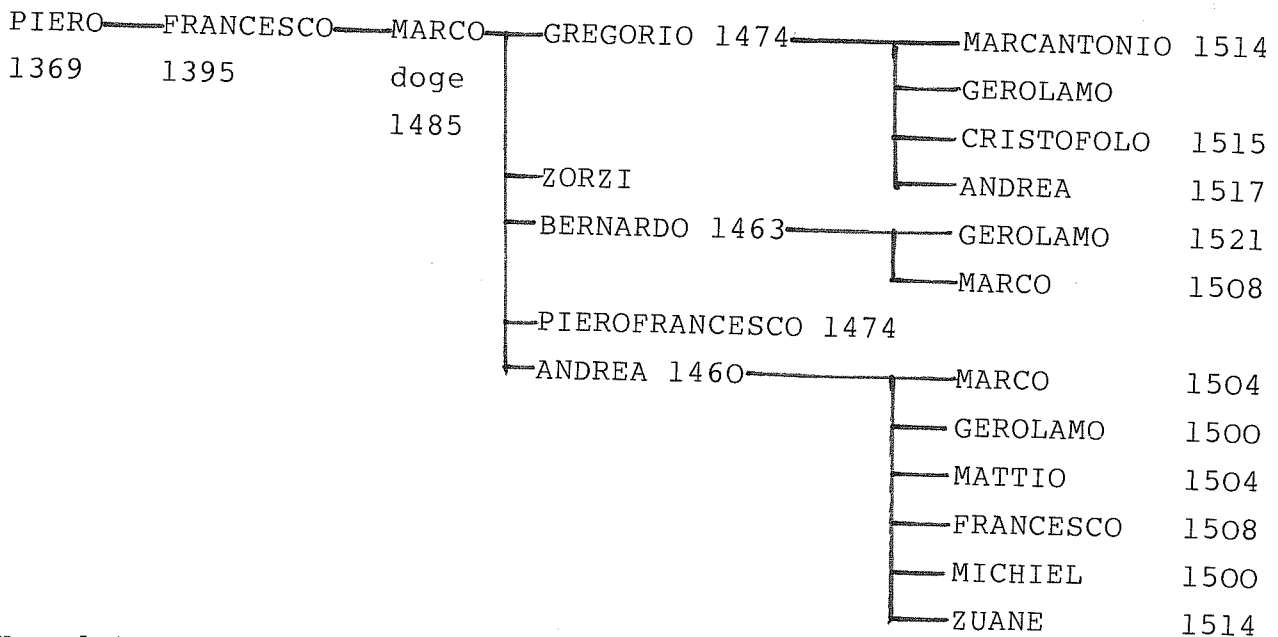 PIERO FRANCESCO MARCO GREGORIO 1474 MARCANTONIO 1514
1369 1395 doge GEROLAMO
1485 CRISTOFOLO 1515
ZORZI ANDREA 1517
BERNARDO 1463 GEROLAMO 1521
MARCO 1508
PIEROFRANCESCO 1474
ANDREA 1460 MARCO 1504
GEROLAMO 1500
MATTIO 1504
FRANCESCO 1508
MICHIEL 1500
ZUANE 1514